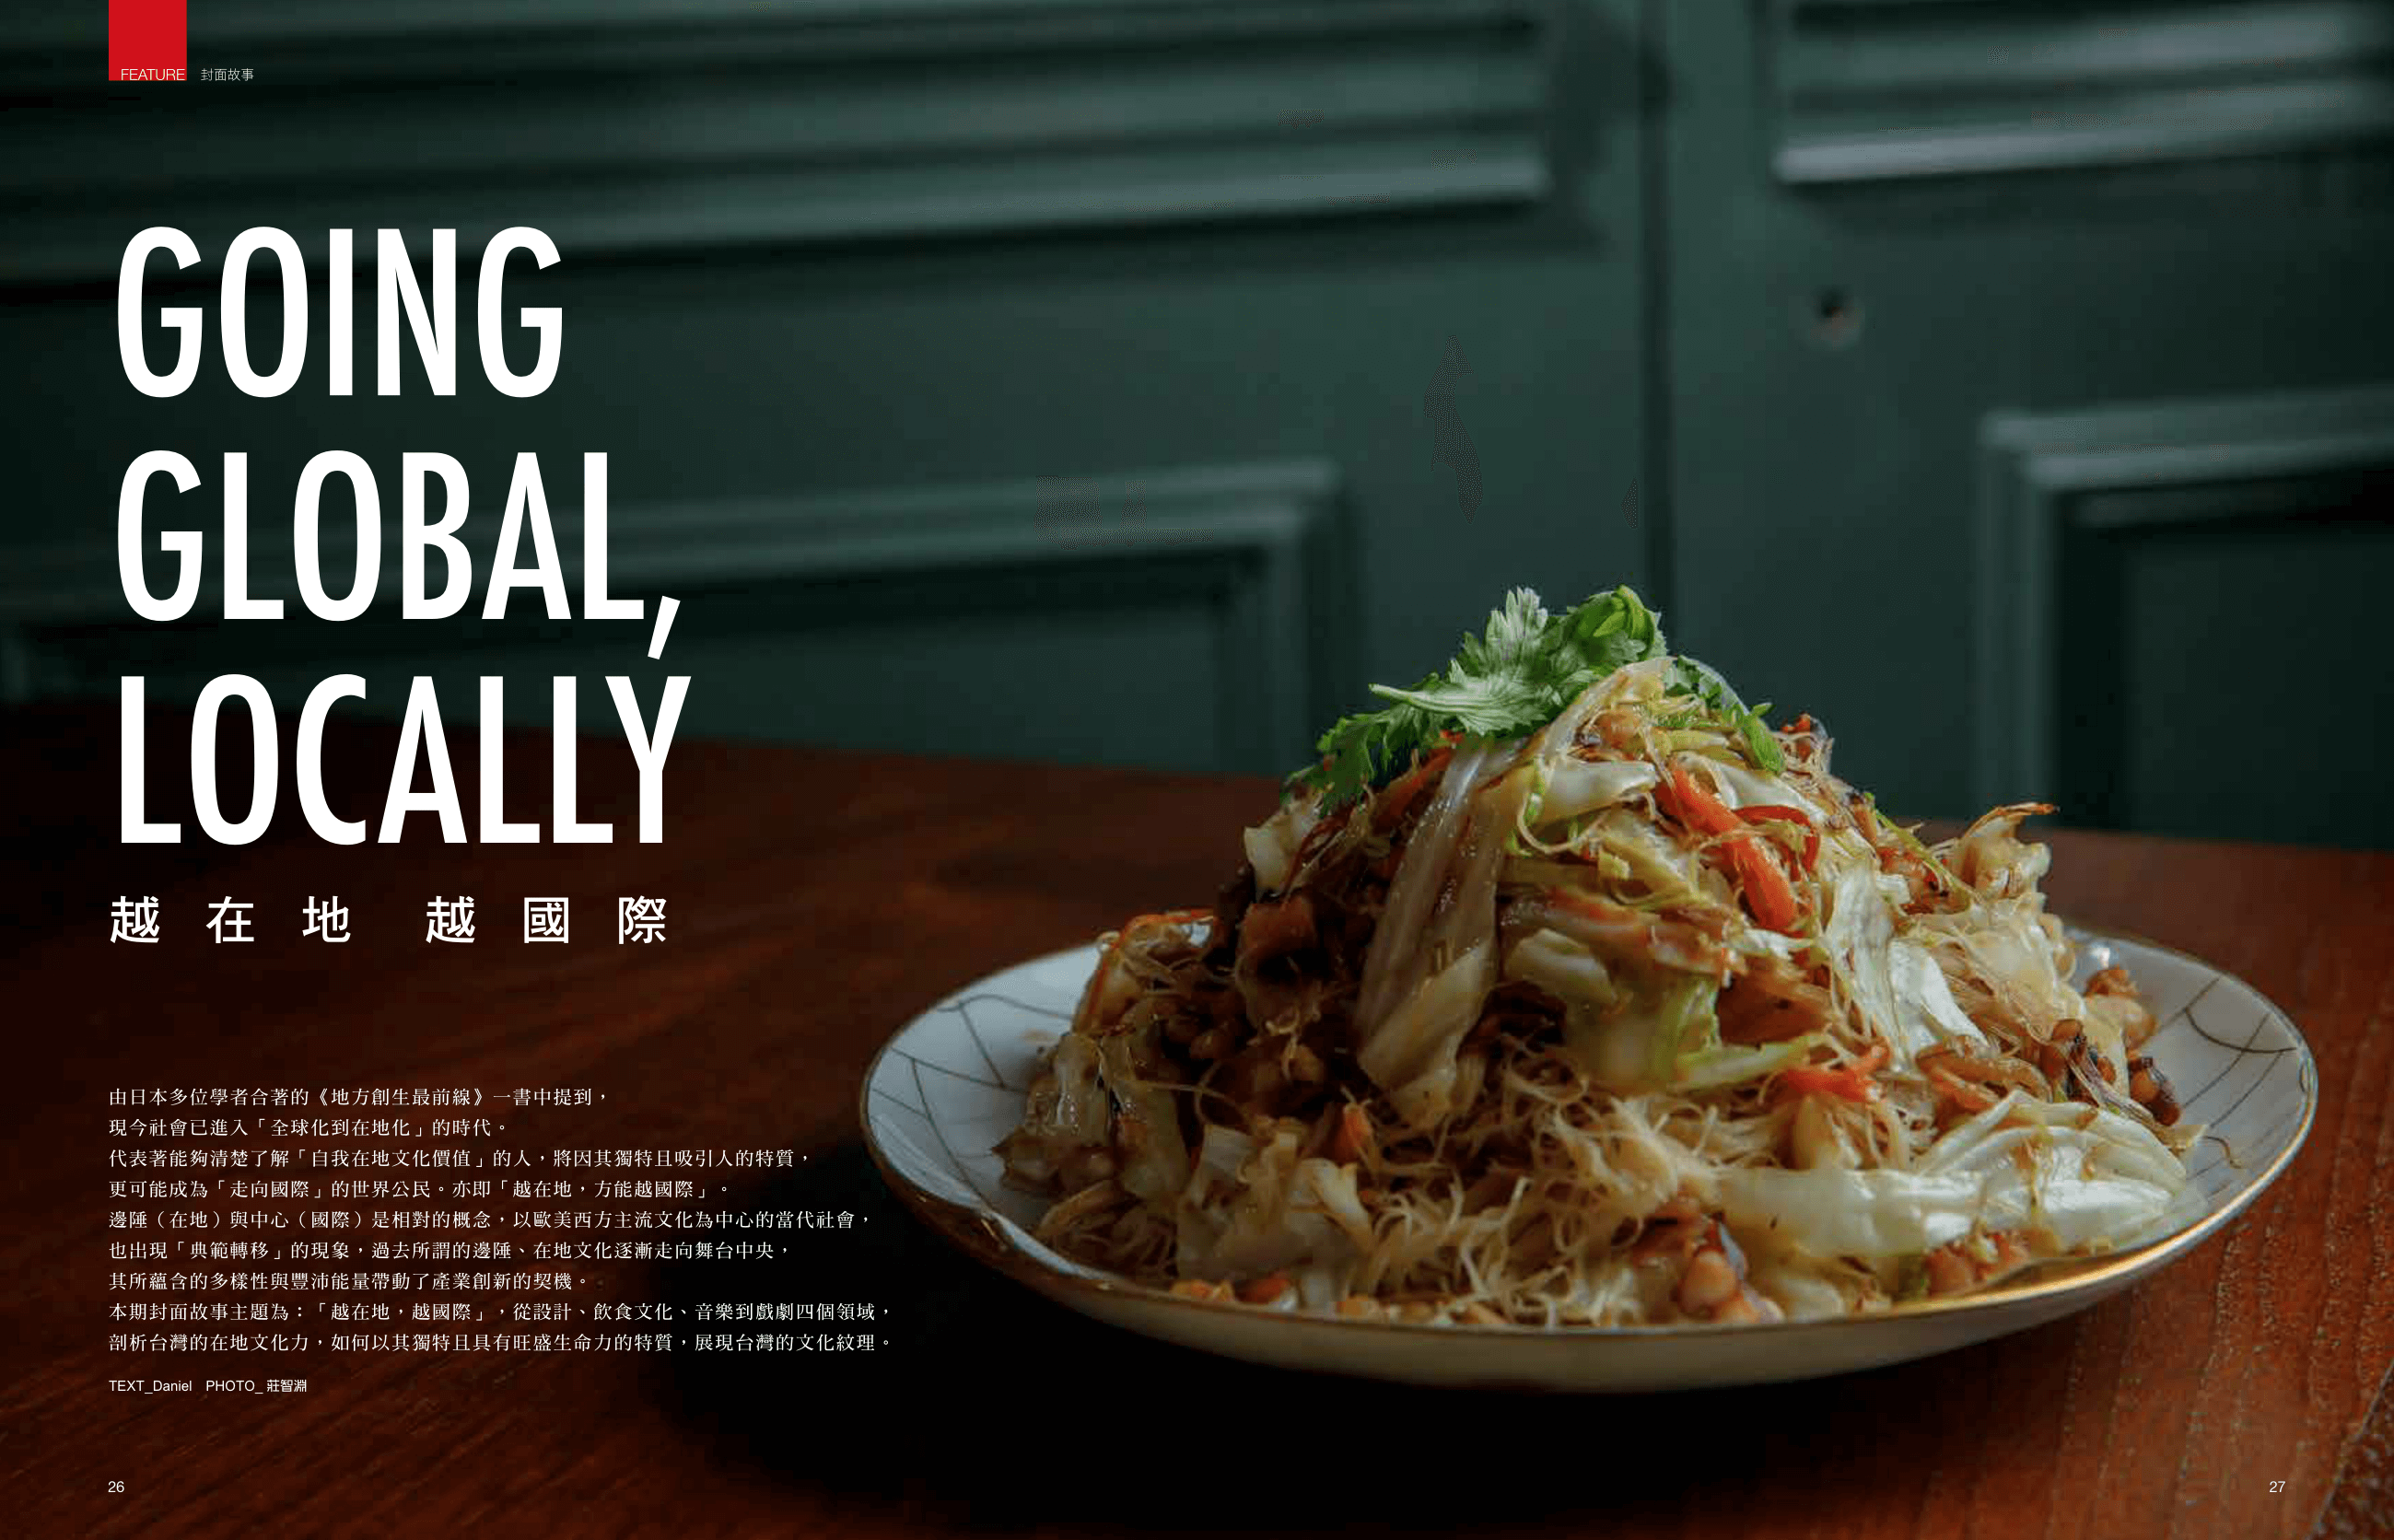 FEATURE 封面故事
GOING
GLOBAL,
LOCALLY
越在地 越國際
由日本多位學者合著的《地方創生最前線》一書中提到，
現今社會已進入「全球化到在地化」的時代。
代表著能夠清楚了解「自我在地文化價值」的人，將因其獨特且吸引人的特質，
更可能成為「走向國際」的世界公民。亦即「越在地，方能越國際」。
邊陲（在地）與中心（國際）是相對的概念，以歐美西方主流文化為中心的當代社會，
也出現「典範轉移」的現象，過去所謂的邊陲、在地文化逐漸走向舞台中央，
其所蘊含的多樣性與豐沛能量帶動了產業創新的契機。
本期封面故事主題為：「越在地，越國際」，從設計、飲食文化、音樂到戲劇四個領域，
剖析台灣的在地文化力，如何以其獨特且具有旺盛生命力的特質，展現台灣的文化紋理。
TEXT_Daniel PHOTO_莊智淵
26
27